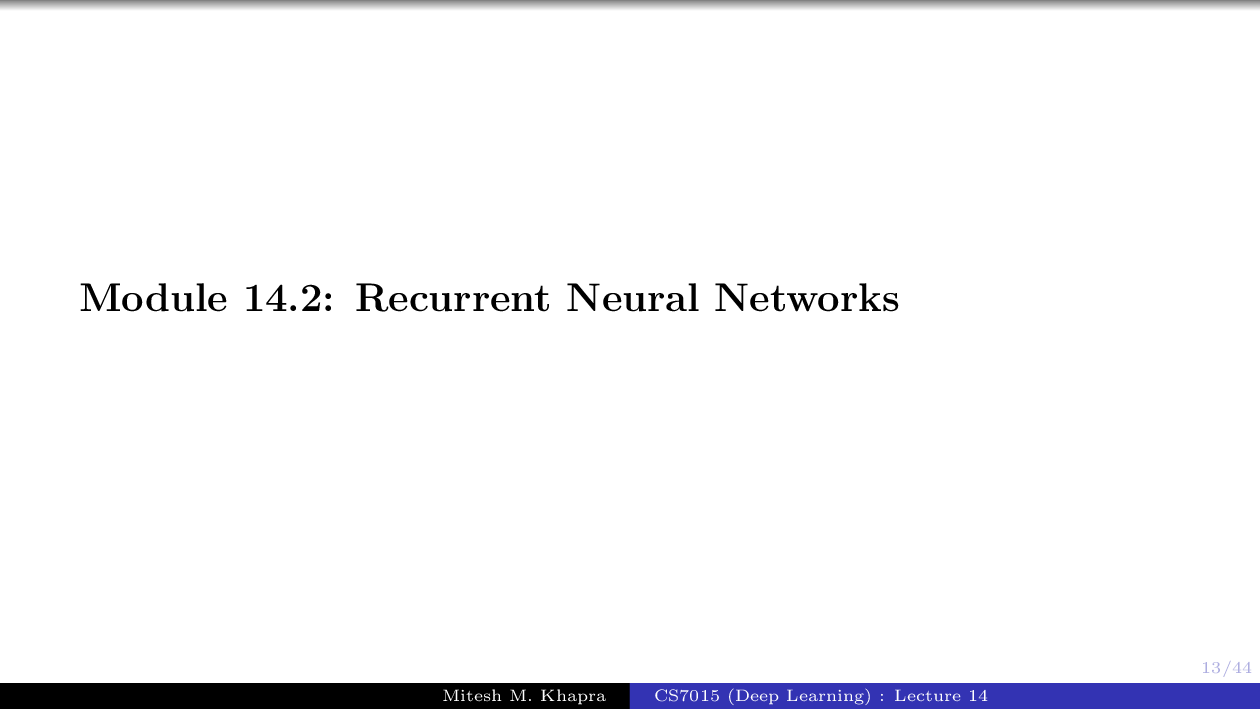 Module 14.2: Recurrent Neural Networks
13/44
Mitesh M. Khapra
CS7015 (Deep Learning) : Lecture 14